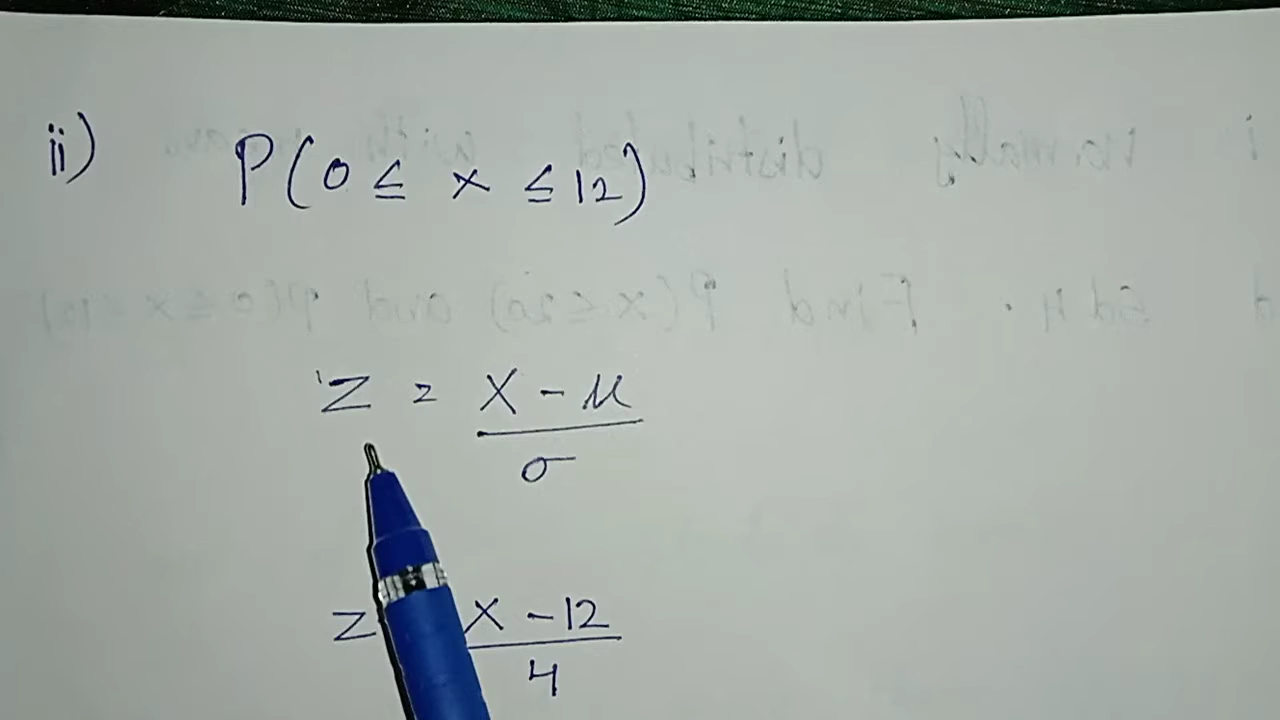 ii) P(0 ≤ x ≤ 12)
Z = X - μ
σ
Z X - 12
4